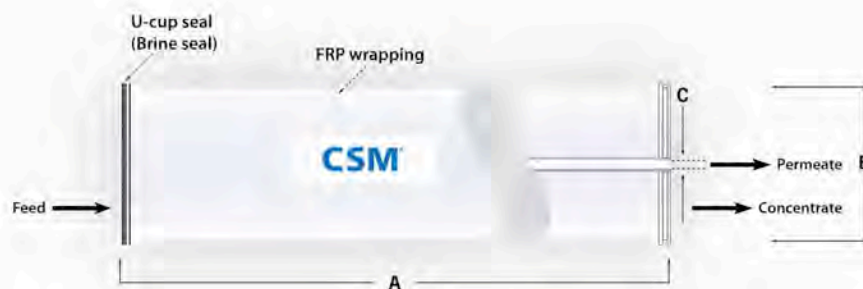 U-cup seal
(Brine seal)
FRP wrapping
C
CSM
Permeate
B
Feed
Concentrate
A